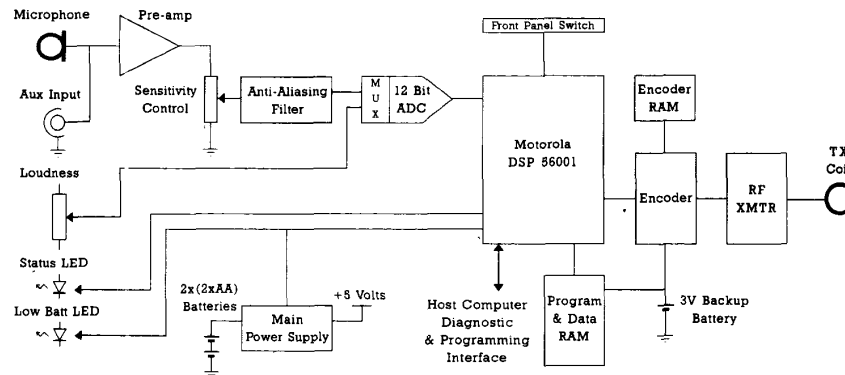 Microphone
Pre-amp
Front Panel Switch
Aux Input
Sensitivity
Control
Anti-Aliasing
Filter
M
U
X
12 Bit
ADC
Motorola
DSP 56001
Encoder
RAM
Encoder
RF
XMTR
TX
Coi
Loudness
Status LED
Low Batt LED
2x(2xAA)
Batteries
+5 Volts
Main
Power Supply
Host Computer
Diagnostic
& Programming
Interface
Program
& Data
RAM
3V Backup
Battery